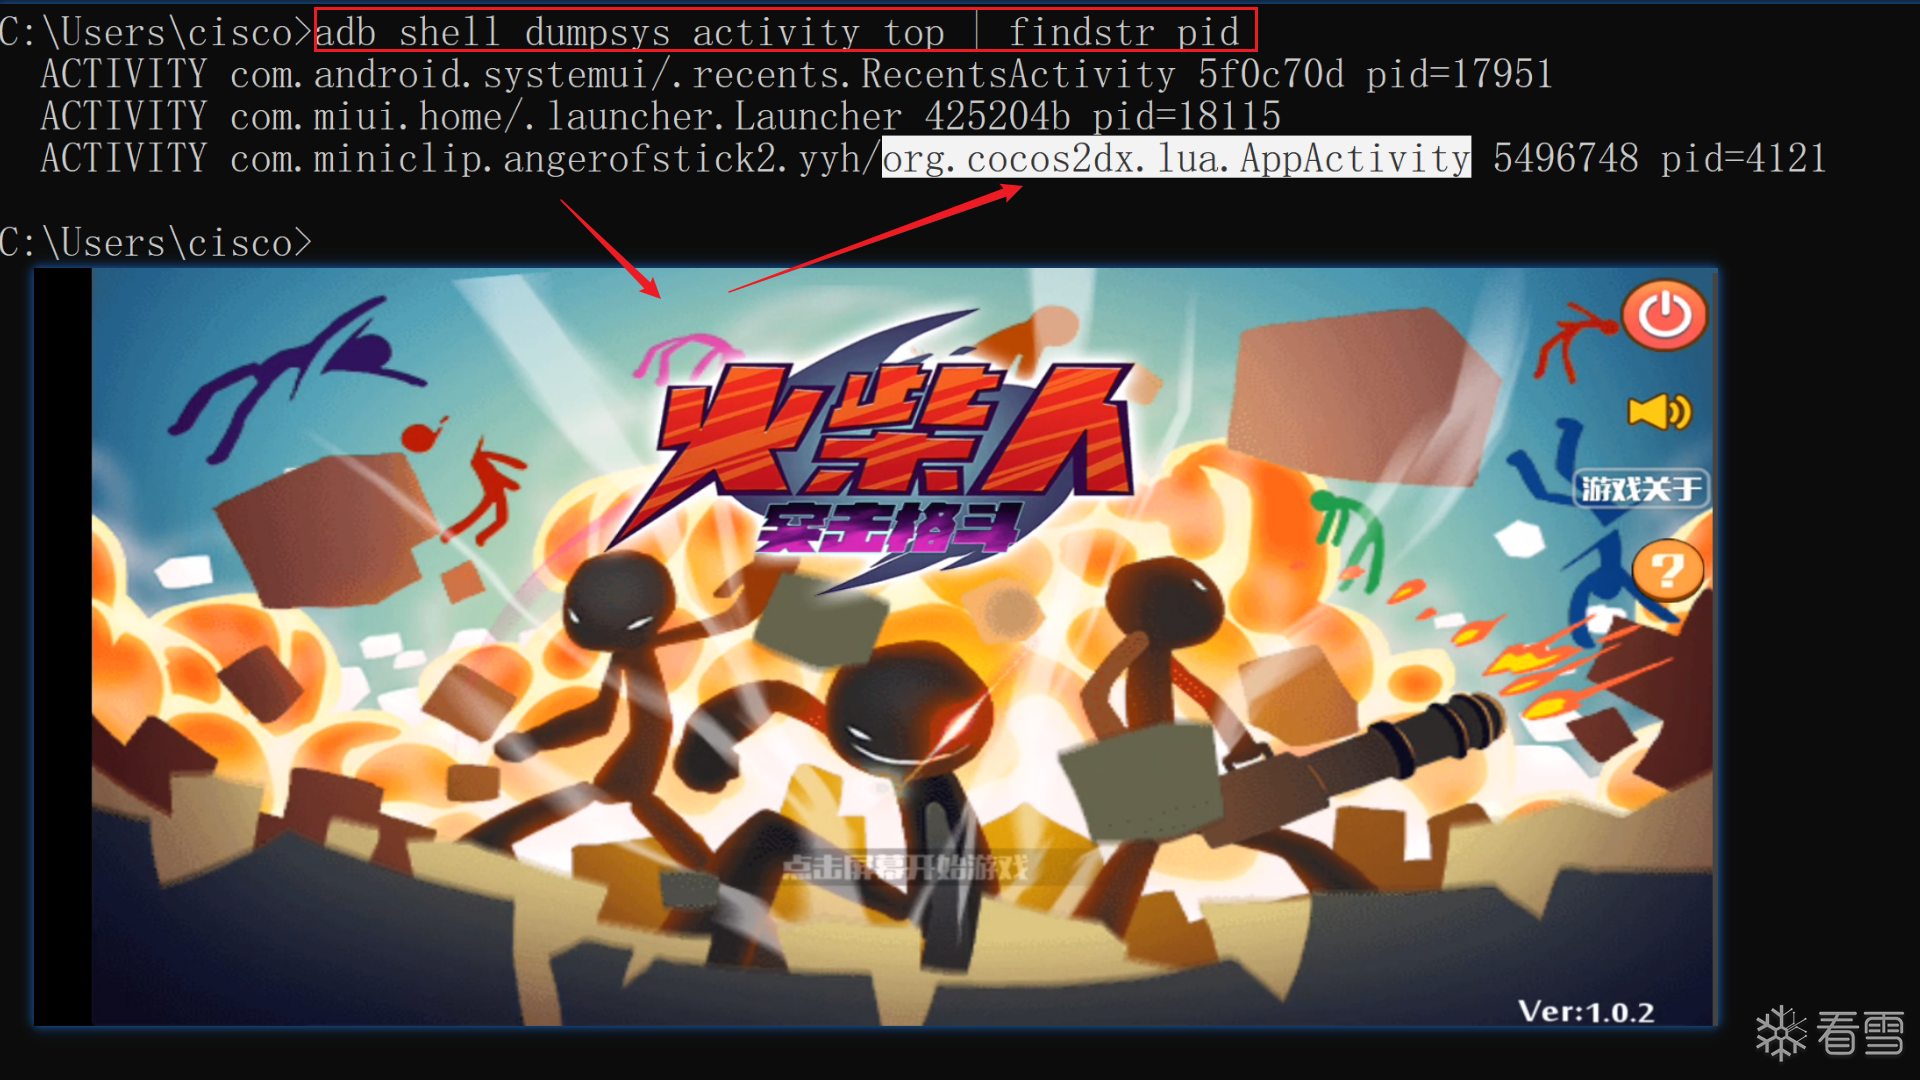 C:\Users\cisco>adb shell dumpsys activity top | findstr pid
ACTIVITY com.android.systemui/.recents.RecentsActivity 5f0c70d pid=17951
ACTIVITY com.miui.home/.launcher.Launcher 425204b pid=18115
ACTIVITY com.miniclip.angerofstick2.yyh/org.cocos2dx.lua.AppActivity 5496748 pid=4121
C:\Users\cisco>
火柴人
突击格斗
游戏关于
?
点击屏幕开始游戏
Ver:1.0.2
看雪